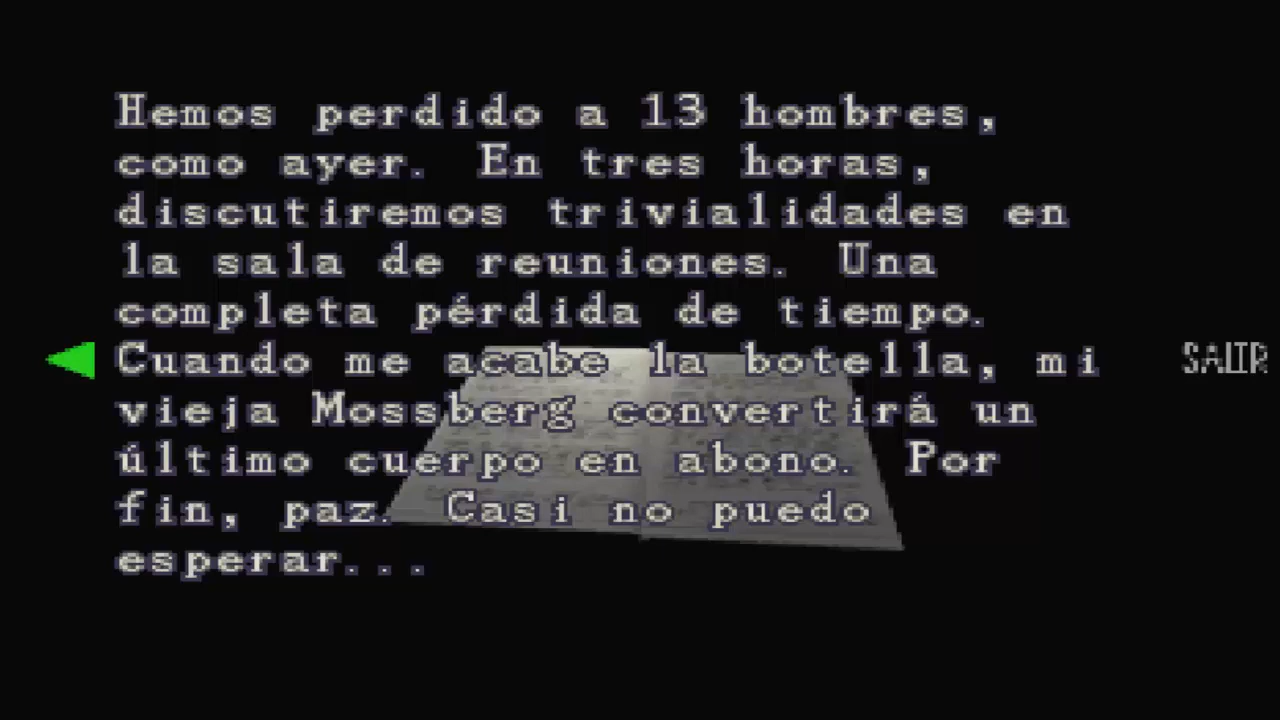 Hemos perdido a 13 hombres,
como ayer. En tres horas,
discutiremos trivialidades en
la sala de reuniones. Una
completa pérdida de tiempo.
Cuando me acabe la botella, mi
vieja Mossberg convertirá un
último cuerpo en abono. Por
fin, paz. Casi no puedo
esperar...
SALIR